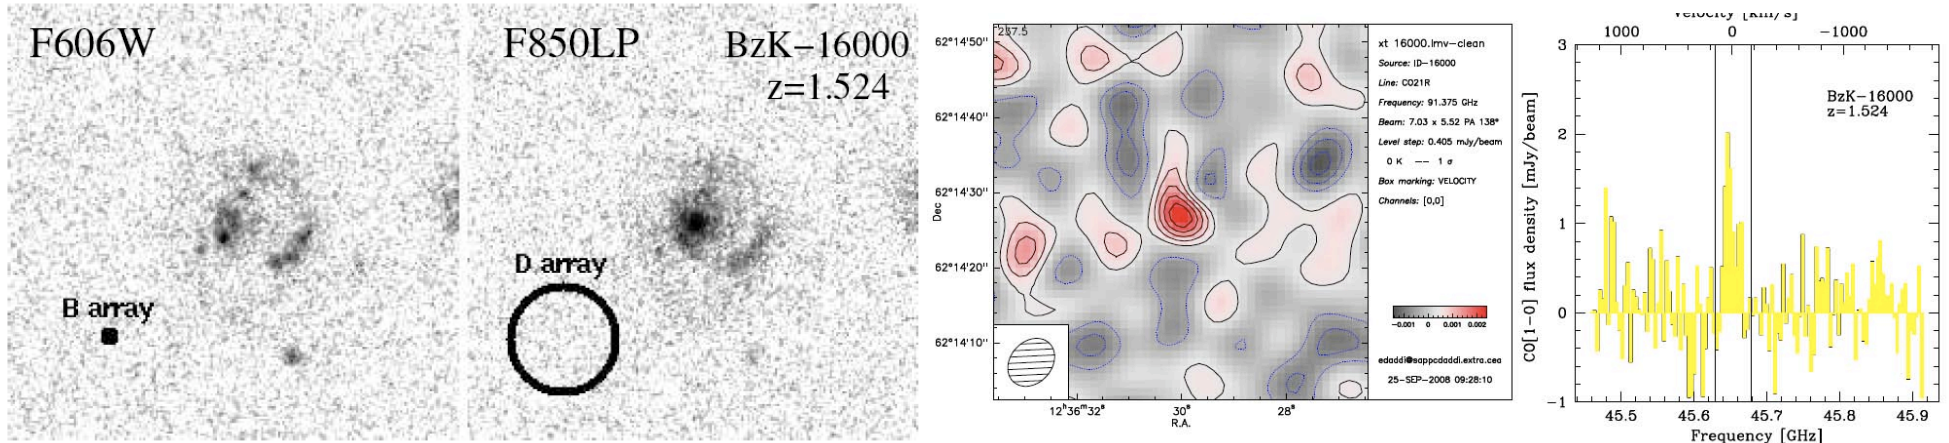 F606W
B array
F850LP
BzK−16000
z=1.524
D array
237.5
62°14'50"
62°14'40"
62°14'30"
62°14'20"
62°14'10"
Dec
12ʰ36ᵐ32ˢ
30ˢ
28ˢ
R.A.
xt 16000.lmv-clean
Source: ID-16000
Line: CO21R
Frequency: 91.375 GHz
Beam: 7.03 x 5.52 PA 138°
Level step: 0.405 mJy/beam
0 K −− 1 σ
Box marking: VELOCITY
Channels: [0,0]
−0.001 0 0.001 0.002
edaddi@sappcdaddi.extra.cea
25-SEP-2008 09:28:10
Velocity [km/s]
1000 0 −1000
BzK−16000
z=1.524
3
2
1
0
−1
CO[1−0] flux density [mJy/beam]
45.5 45.6 45.7 45.8 45.9
Frequency [GHz]